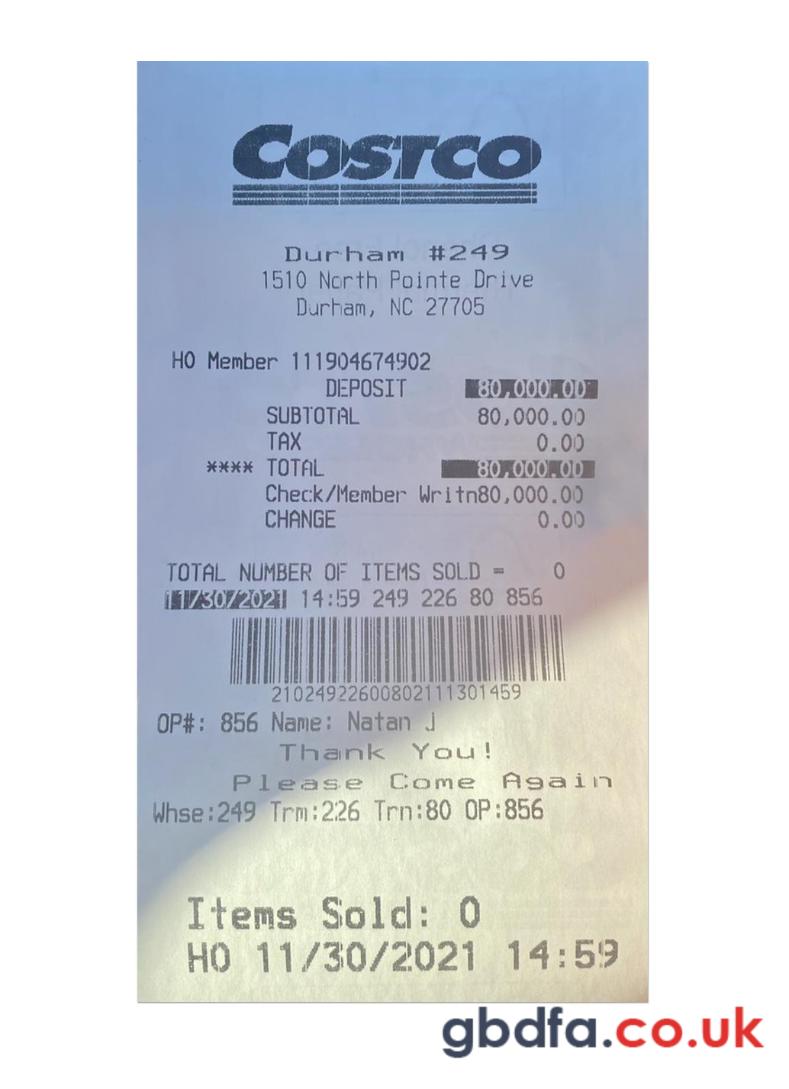 COSTCO
Durham #249
1510 North Pointe Drive
Durham, NC 27705
HO Member 111904674902
DEPOSIT 80,000.00
SUBTOTAL 80,000.00
TAX 0.00
**** TOTAL 80,000.00
Check/Member Writn80,000.00
CHANGE 0.00
TOTAL NUMBER OF ITEMS SOLD = 0
11/30/2021 14:59 249 226 80 856
21024922600802111301459
OP#: 856 Name: Natan J
Thank You!
Please Come Again
Whse:249 Trm:226 Trn:80 OP:856
Items Sold: 0
HO 11/30/2021 14:59
gbdfa.co.uk